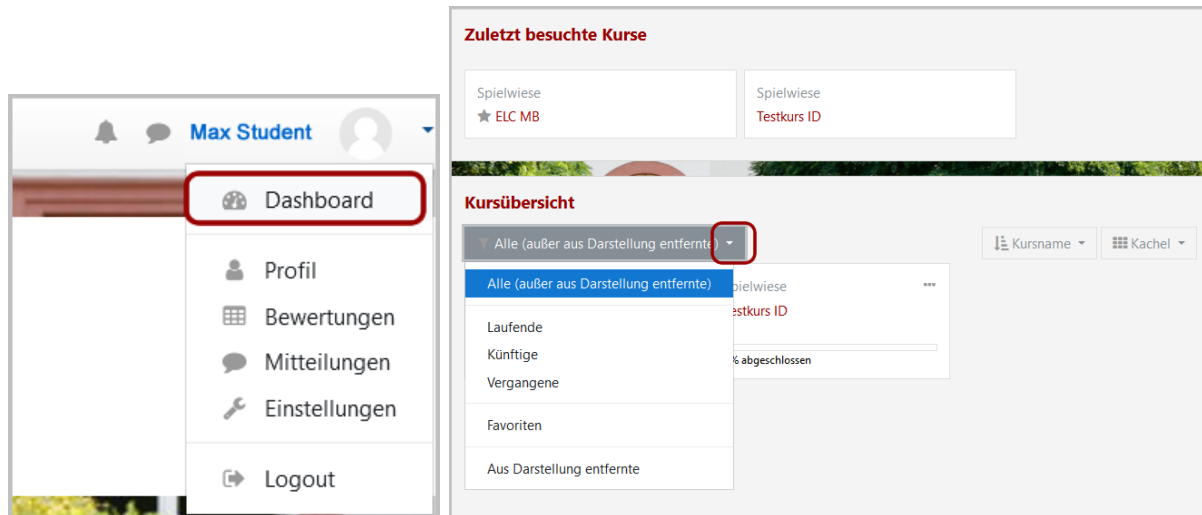 Max Student
Dashboard
Profil
Bewertungen
Mitteilungen
Einstellungen
Logout
Zuletzt besuchte Kurse
Spielwiese
ELC MB
Spielwiese
Testkurs ID
Kursübersicht
Alle (außer aus Darstellung entfernte)
Kursname
Kachel
Alle (außer aus Darstellung entfernte)
Laufende
Künftige
Vergangene
Favoriten
Aus Darstellung entfernte
pielwiese
estkurs ID
% abgeschlossen